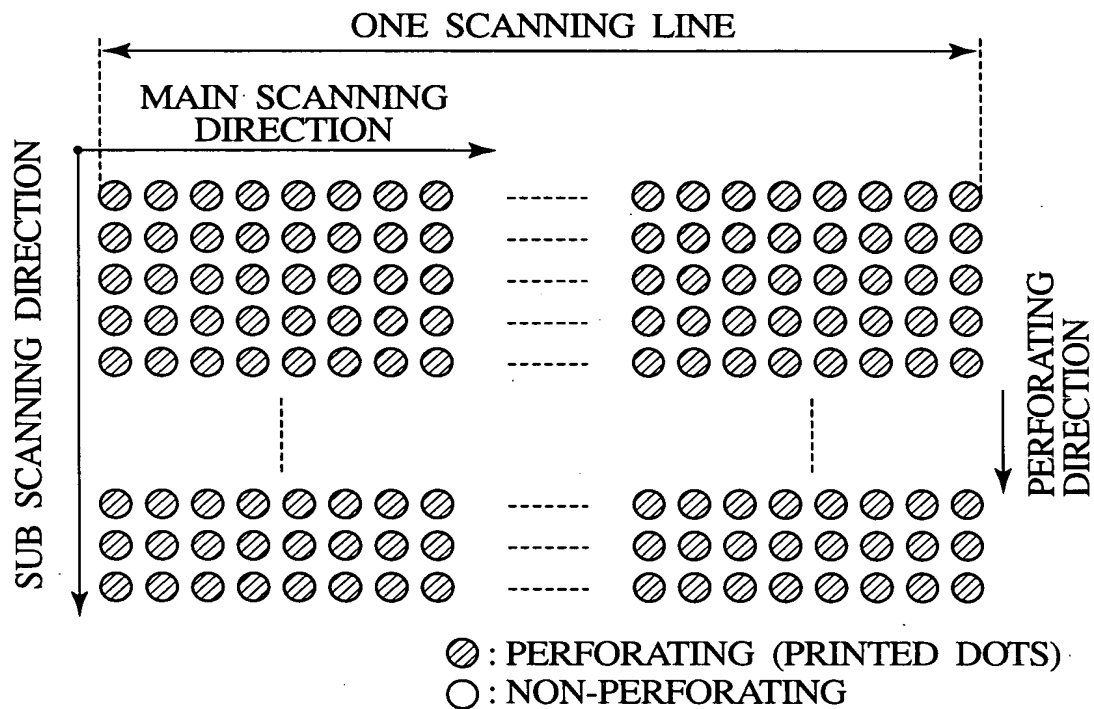 ONE SCANNING LINE
MAIN SCANNING
DIRECTION
SUB SCANNING DIRECTION
PERFORATING
DIRECTION
: PERFORATING (PRINTED DOTS)
: NON-PERFORATING